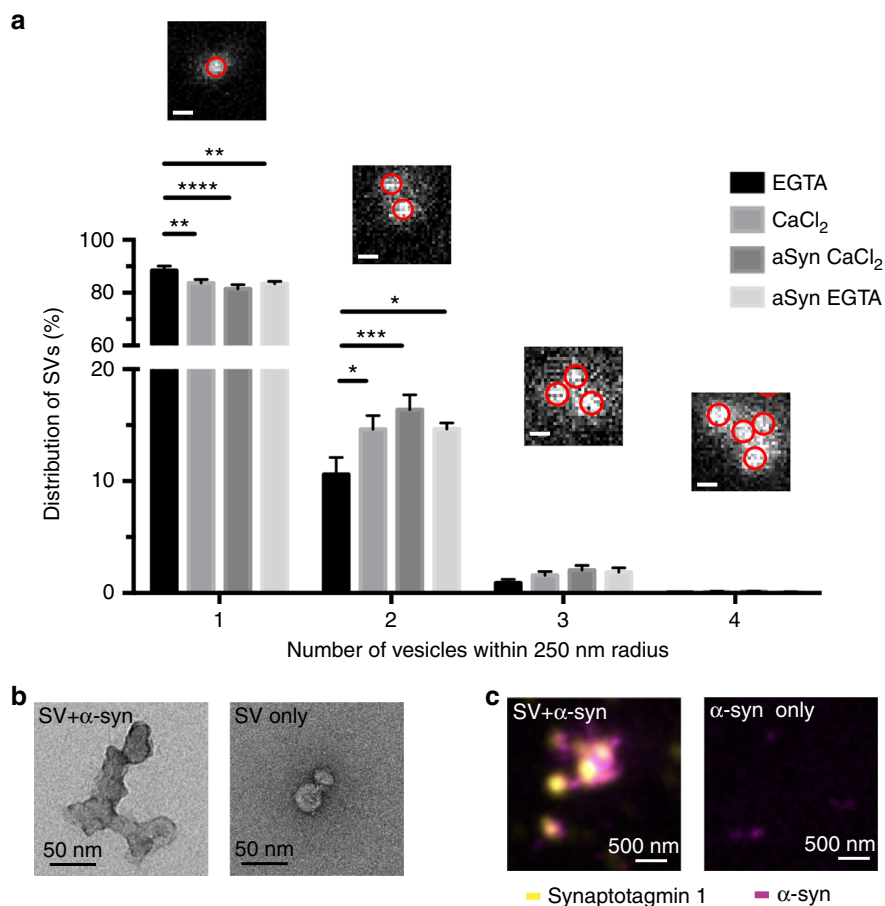 a
**
****
**
*
***
*
EGTA
CaCl₂
aSyn CaCl₂
aSyn EGTA
Distribution of SVs (%)
100
80
60
20
10
0
1 2 3 4
Number of vesicles within 250 nm radius
b
SV+α-syn
50 nm
SV only
50 nm
c
SV+α-syn
500 nm
α-syn only
500 nm
Synaptotagmin 1
α-syn